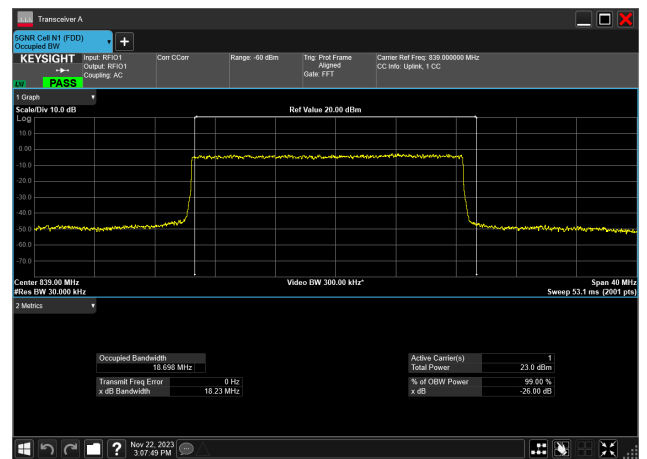 Transceiver A
5GNR Cell N1 (FDD)
Occupied BW
KEYSIGHT Input: RFIO1 Corr CCorr Range: -60 dBm Trig: Prot Frame Carrier Ref Freq: 839.000000 MHz
Output: RFIO1 Aligned CC Info: Uplink, 1 CC
Coupling: AC Gate: FFT
PASS
1 Graph
Scale/Div 10.0 dB Ref Value 20.00 dBm
Log
10.0
0.00
-10.0
-20.0
-30.0
-40.0
-50.0
-60.0
-70.0
Center 839.00 MHz Video BW 300.00 kHz* Span 40 MHz
#Res BW 30.000 kHz Sweep 53.1 ms (2001 pts)
2 Metrics
Occupied Bandwidth Active Carrier(s) 1
18.698 MHz Total Power 23.0 dBm
Transmit Freq Error 0 Hz % of OBW Power 99.00 %
x dB Bandwidth 18.23 MHz x dB -26.00 dB
Nov 22, 2023
3:07:49 PM